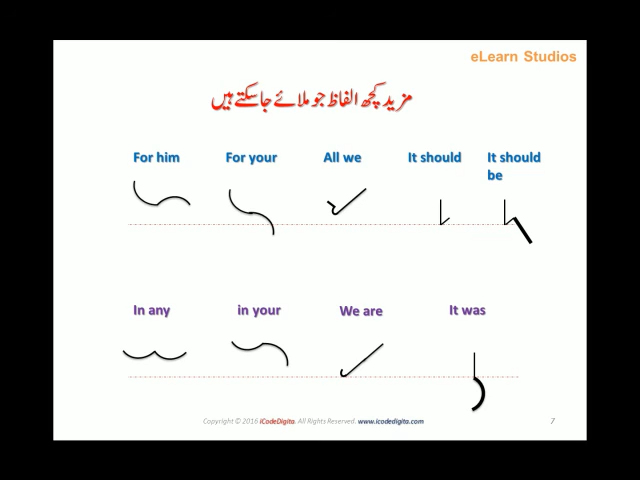 eLearn Studios
مزید کچھ الفاظ جو ملائے جاسکتے ہیں
For him For your All we It should It should
be
In any in your We are It was
Copyright © 2016 iCodeDigita. All Rights Reserved. www.icodedigita.com 7